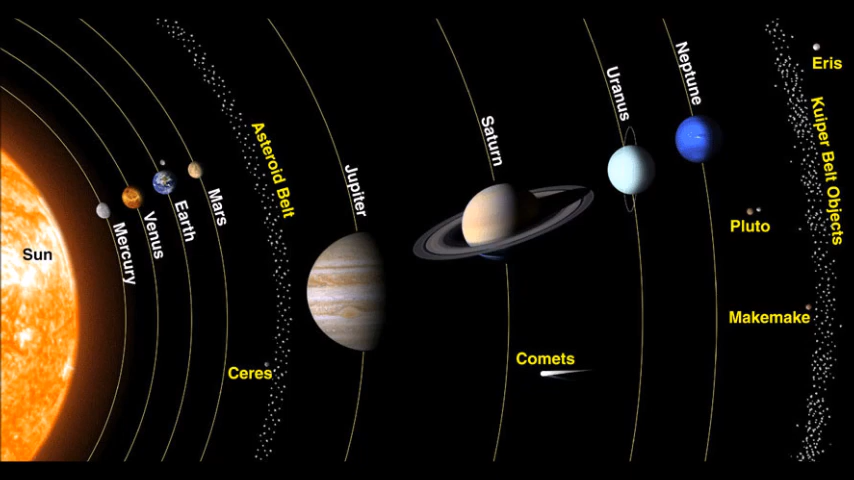 Sun
Mercury
Venus
Earth
Mars
Asteroid Belt
Ceres
Jupiter
Saturn
Comets
Uranus
Neptune
Pluto
Makemake
Eris
Kuiper Belt Objects